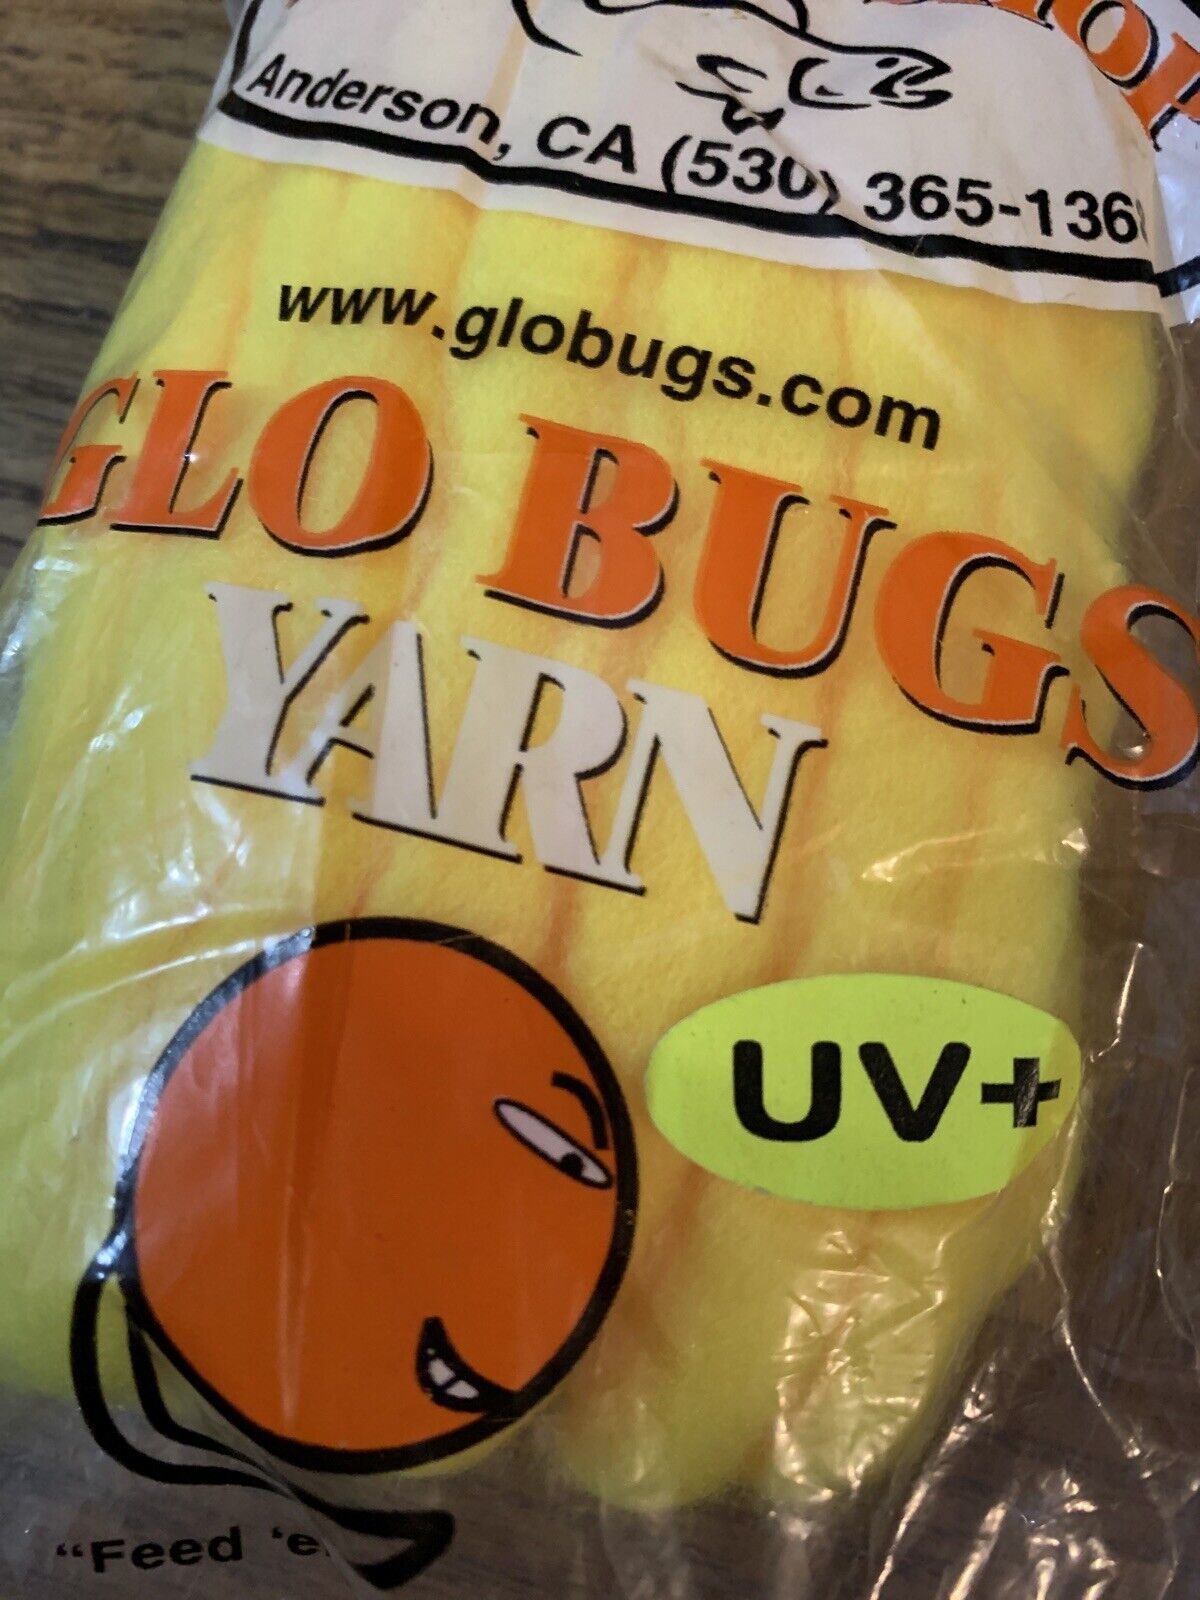 Anderson, CA (530) 365-136
www.globugs.com
GLO BUGS
YARN
UV+
"Feed 'e